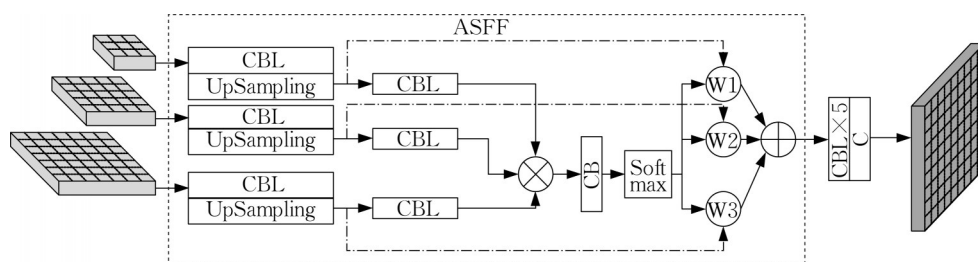 ASFF
CBL
UpSampling
CBL
CBL
UpSampling
CBL
CBL
UpSampling
CBL
CB
Soft
max
W1
W2
W3
CBL×5
C